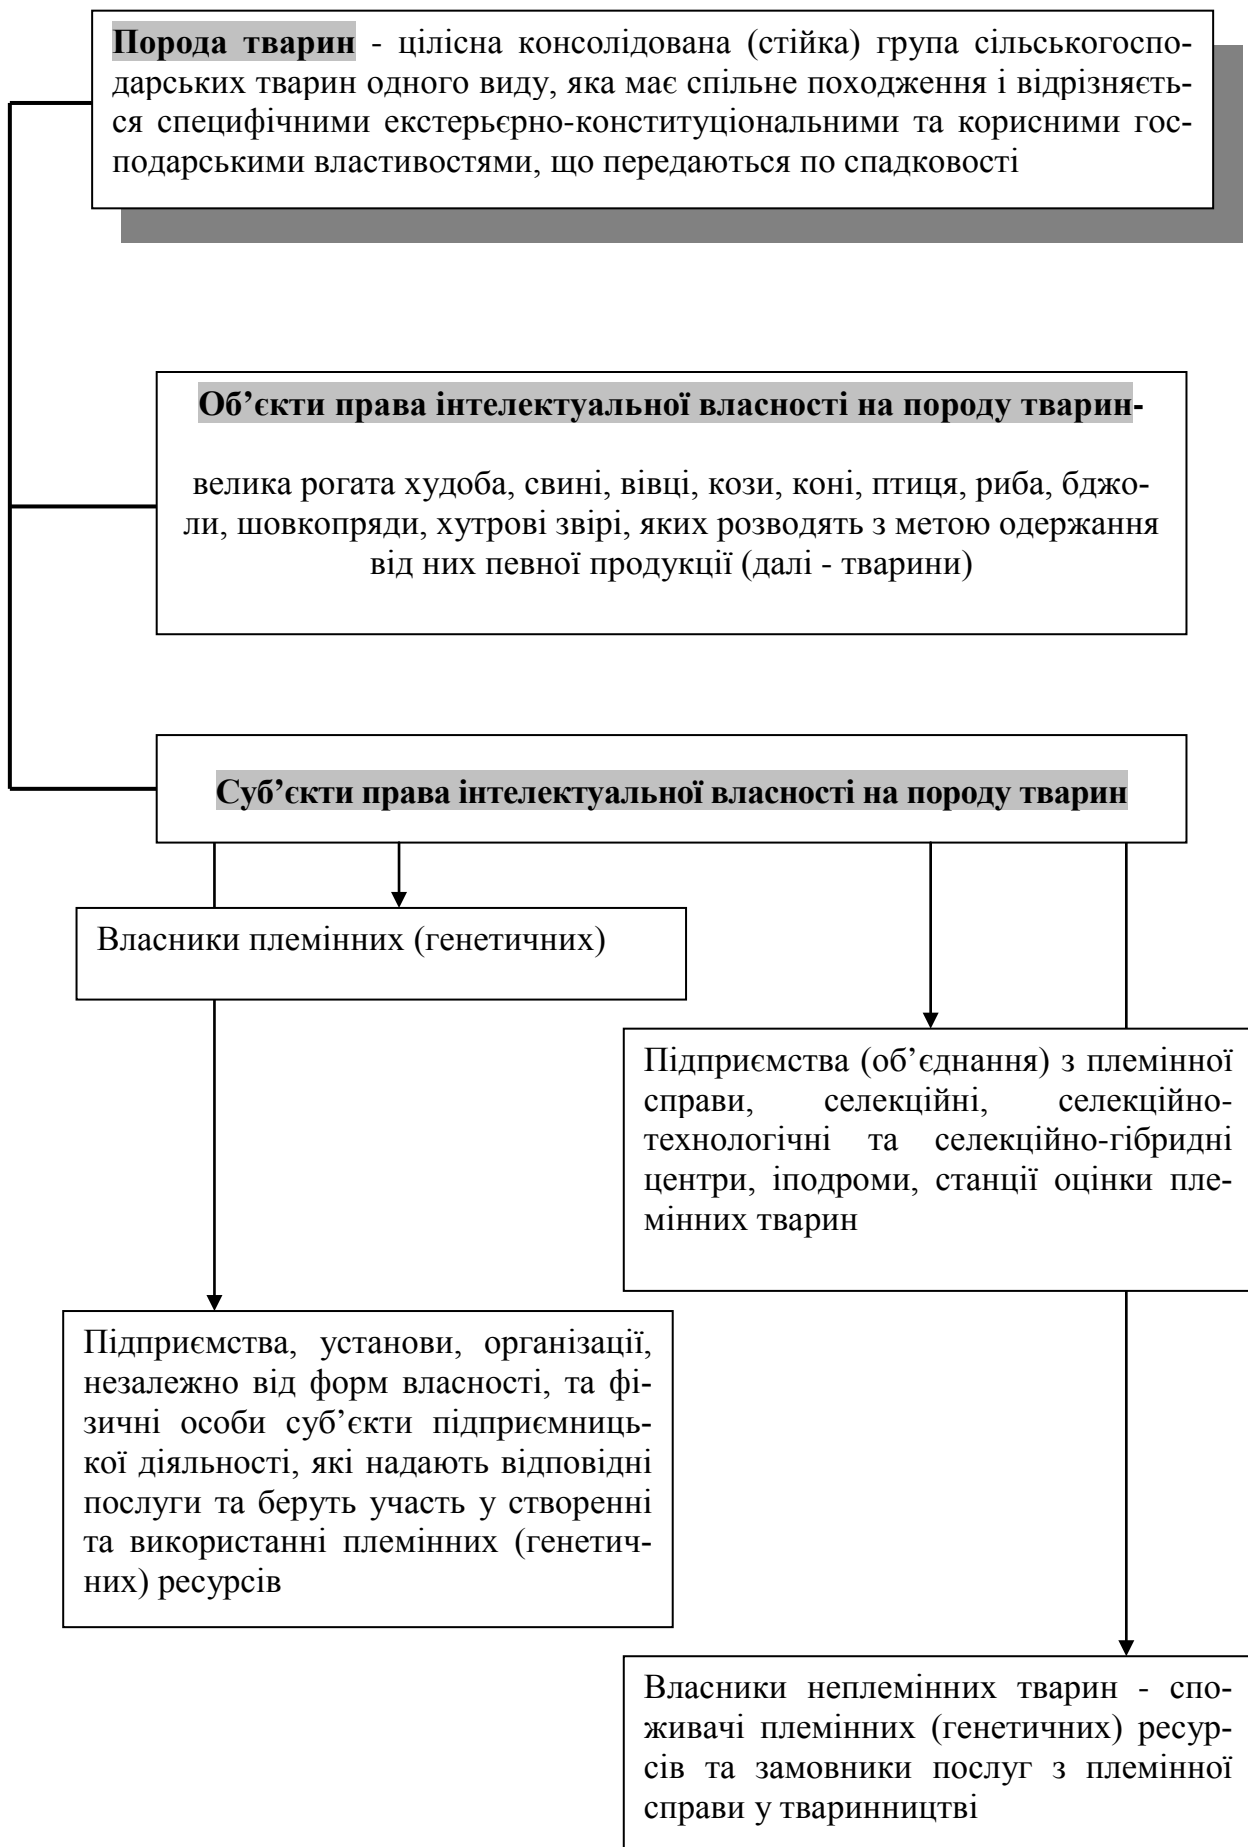 Порода тварин - цілісна консолідована (стійка) група сільськогоспо-
дарських тварин одного виду, яка має спільне походження і відрізняєть-
ся специфічними екстерьєрно-конституціональними та корисними гос-
подарськими властивостями, що передаються по спадковості
Об’єкти права інтелектуальної власності на породу тварин-
велика рогата худоба, свині, вівці, кози, коні, птиця, риба, бджо-
ли, шовкопряди, хутрові звірі, яких розводять з метою одержання
від них певної продукції (далі - тварини)
Суб’єкти права інтелектуальної власності на породу тварин
Власники племінних (генетичних)
Підприємства (об’єднання) з племінної
справи, селекційні, селекційно-
технологічні та селекційно-гібридні
центри, іподроми, станції оцінки пле-
мінних тварин
Підприємства, установи, організації,
незалежно від форм власності, та фі-
зичні особи суб’єкти підприємниць-
кої діяльності, які надають відповідні
послуги та беруть участь у створенні
та використанні племінних (генетич-
них) ресурсів
Власники неплемінних тварин - спо-
живачі племінних (генетичних) ресур-
сів та замовники послуг з племінної
справи у тваринництві